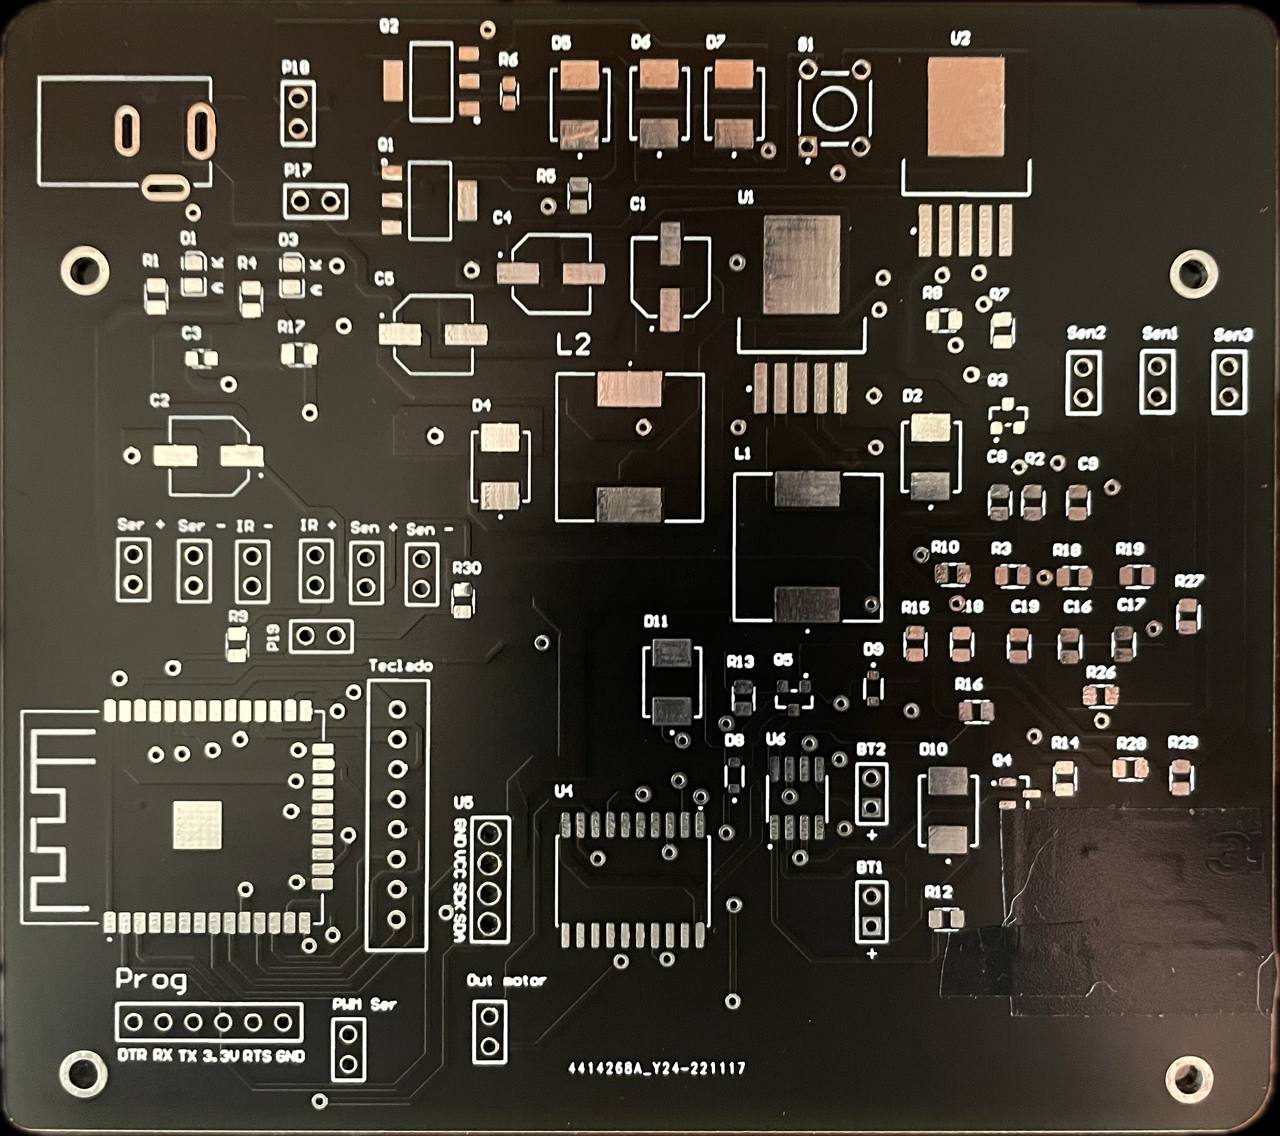 Q2
D5
D6
D7
S1
U2
P18
R6
Q1
P17
R5
C4
C1
U1
D1
K
A
D3
K
A
R1
R4
C5
R8
R7
C3
R17
L2
Sen2
Sen1
Sen3
C2
D4
D2
Q3
L1
C8
C9
Ser +
Ser -
IR -
IR +
Sen +
Sen -
R10
R3
R18
R19
R30
R27
R9
P19
D11
R15
C19
C16
C17
Teclado
R13
Q5
D9
R26
R16
D8
U6
BT2
D10
Q4
R14
R28
R29
U5
GND VCC SCK SDA
U4
+
BT1
R12
+
Prog
DTR RX TX 3.3V RTS GND
PWM Ser
Out motor
4414268A_Y24-221117